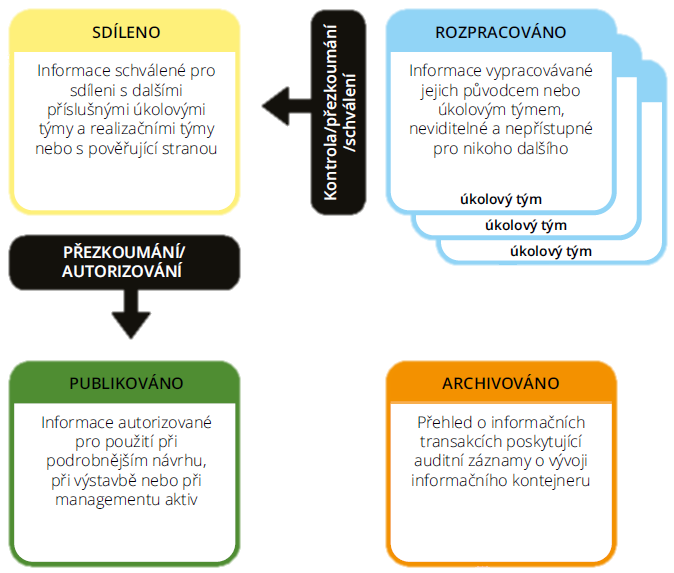 SDÍLENO
Informace schválené pro
sdíleni s dalšími
příslušnými úkolovými
týmy a realizačními týmy
nebo s pověřující stranou
Kontrola/přezkoumání
/schválení
ROZPRACOVÁNO
Informace vypracovávané
jejich původcem nebo
úkolovým týmem,
neviditelné a nepřístupné
pro nikoho dalšího
úkolový tým
úkolový tým
úkolový tým
PŘEZKOUMÁNÍ/
AUTORIZOVÁNÍ
PUBLIKOVÁNO
Informace autorizované
pro použití při
podrobnějším návrhu,
při výstavbě nebo při
managementu aktiv
ARCHIVOVÁNO
Přehled o informačních
transakcích poskytující
auditní záznamy o vývoji
informačního kontejneru